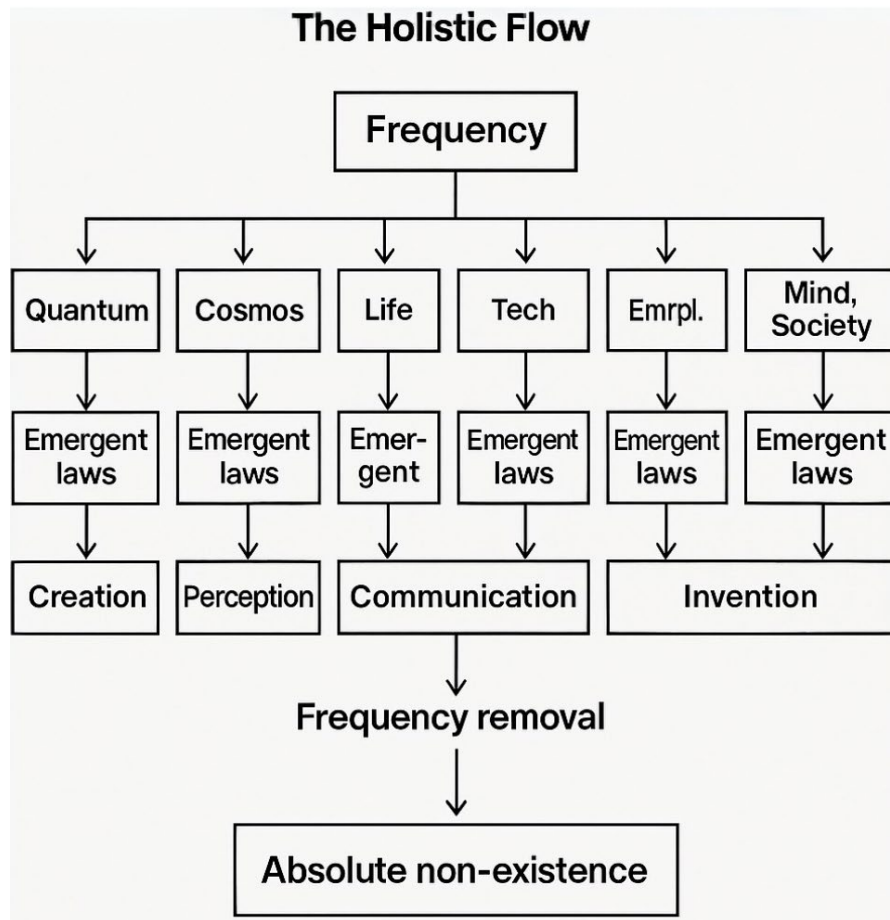 The Holistic Flow
Frequency
Quantum
Cosmos
Life
Tech
Emrpl.
Mind,
Society
Emergent
laws
Emergent
laws
Emer-
gent
Emergent
laws
Emergent
laws
Emergent
laws
Creation
Perception
Communication
Invention
Frequency removal
Absolute non-existence